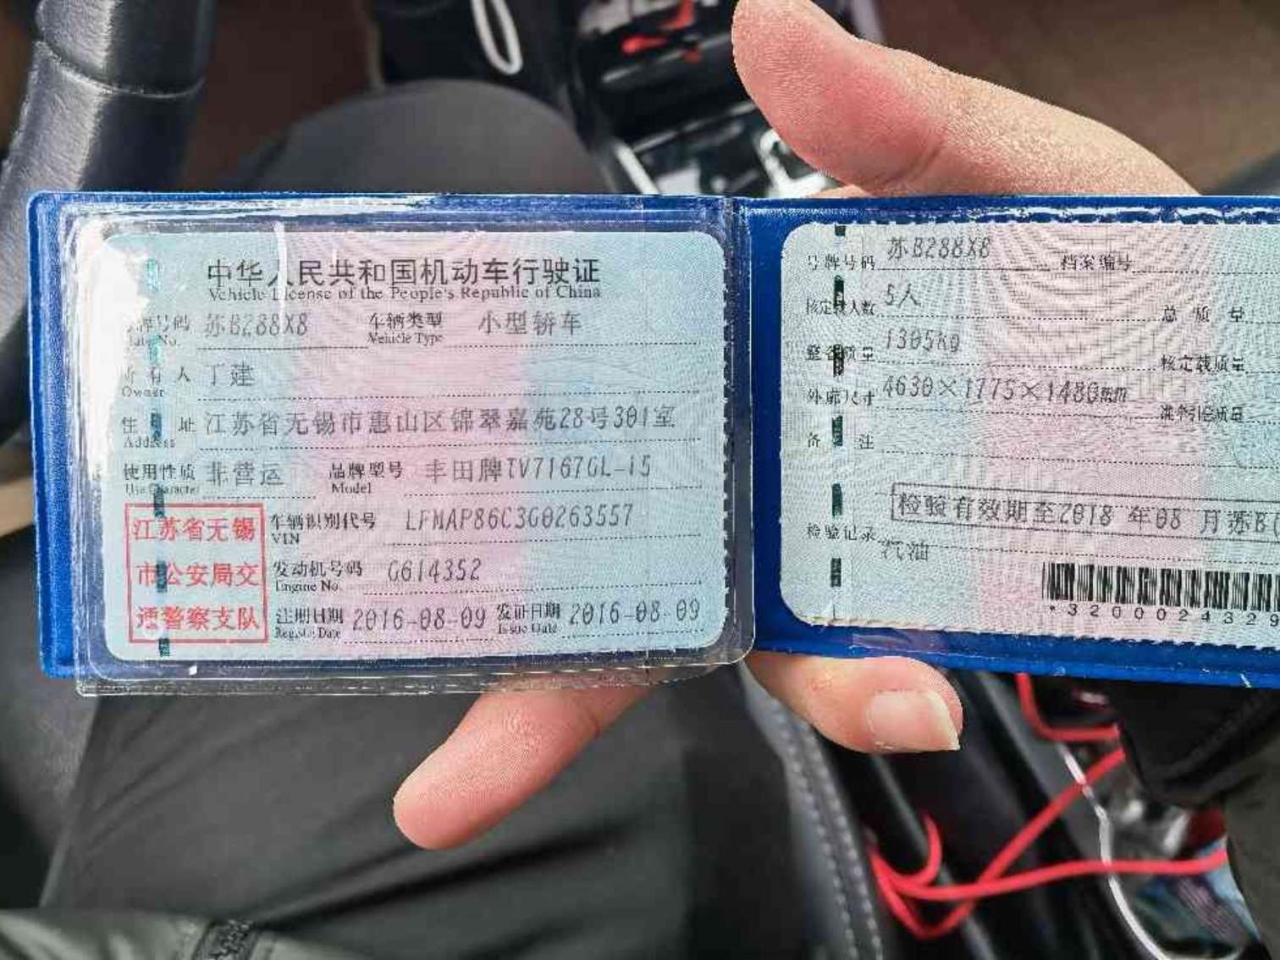 中华人民共和国机动车行驶证
Vehicle License of the People's Republic of China
号牌号码 苏B288X8 车辆类型 小型轿车
Plate No. Vehicle Type
所有人 丁建
Owner
住址 江苏省无锡市惠山区锦翠嘉苑28号301室
Address
使用性质 非营运 品牌型号 丰田牌TV7167GL-i5
Use Character Model
江苏省无锡
市公安局交
通警察支队
车辆识别代号 LFMAP86C3G0263557
VIN
发动机号码 G614352
Engine No.
注册日期 2016-08-09 发证日期 2016-08-09
Register Date Issue Date
号牌号码 苏B288X8 档案编号
核定载人数 5人 总质量
整备质量 1305kg 核定载质量
外廓尺寸 4630×1775×1480mm 准牵引总质量
备注
检验有效期至2018年08月苏B
检验记录
汽油
*3200024329